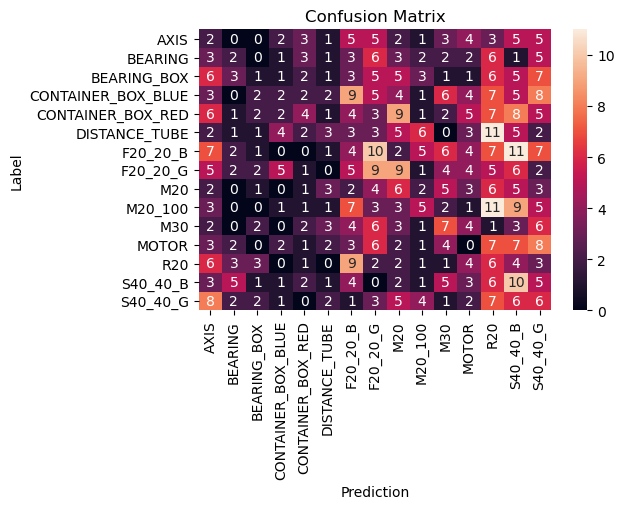 Confusion Matrix
AXIS 2 0 0 2 3 1 5 5 2 1 3 4 3 5 5
BEARING 3 2 0 1 3 1 3 6 3 2 2 2 6 1 5
BEARING_BOX 6 3 1 1 2 1 3 5 5 3 1 1 6 5 7
CONTAINER_BOX_BLUE 3 0 2 2 2 2 9 5 4 1 6 4 7 5 8
CONTAINER_BOX_RED 6 1 2 2 4 1 4 3 9 1 2 5 7 8 5
DISTANCE_TUBE 2 1 1 4 2 3 3 3 5 6 0 3 11 5 2
F20_20_B 7 2 1 0 0 1 4 10 2 5 6 4 7 11 7
F20_20_G 5 2 2 5 1 0 5 9 9 1 4 4 5 6 2
M20 2 0 1 0 1 3 2 4 6 2 5 3 6 5 3
M20_100 3 0 0 1 1 1 7 3 3 5 2 1 11 9 5
M30 2 0 2 0 2 3 4 6 3 1 7 4 1 3 6
MOTOR 3 2 0 2 1 2 3 6 2 1 4 0 7 7 8
R20 6 3 3 0 1 0 9 2 2 1 1 4 6 4 3
S40_40_B 3 5 1 1 2 1 4 0 2 1 5 3 6 10 5
S40_40_G 8 2 2 1 0 2 1 3 5 4 1 2 7 6 6
Label
AXIS
BEARING
BEARING_BOX
CONTAINER_BOX_BLUE
CONTAINER_BOX_RED
DISTANCE_TUBE
F20_20_B
F20_20_G
M20
M20_100
M30
MOTOR
R20
S40_40_B
S40_40_G
Prediction
10
8
6
4
2
0